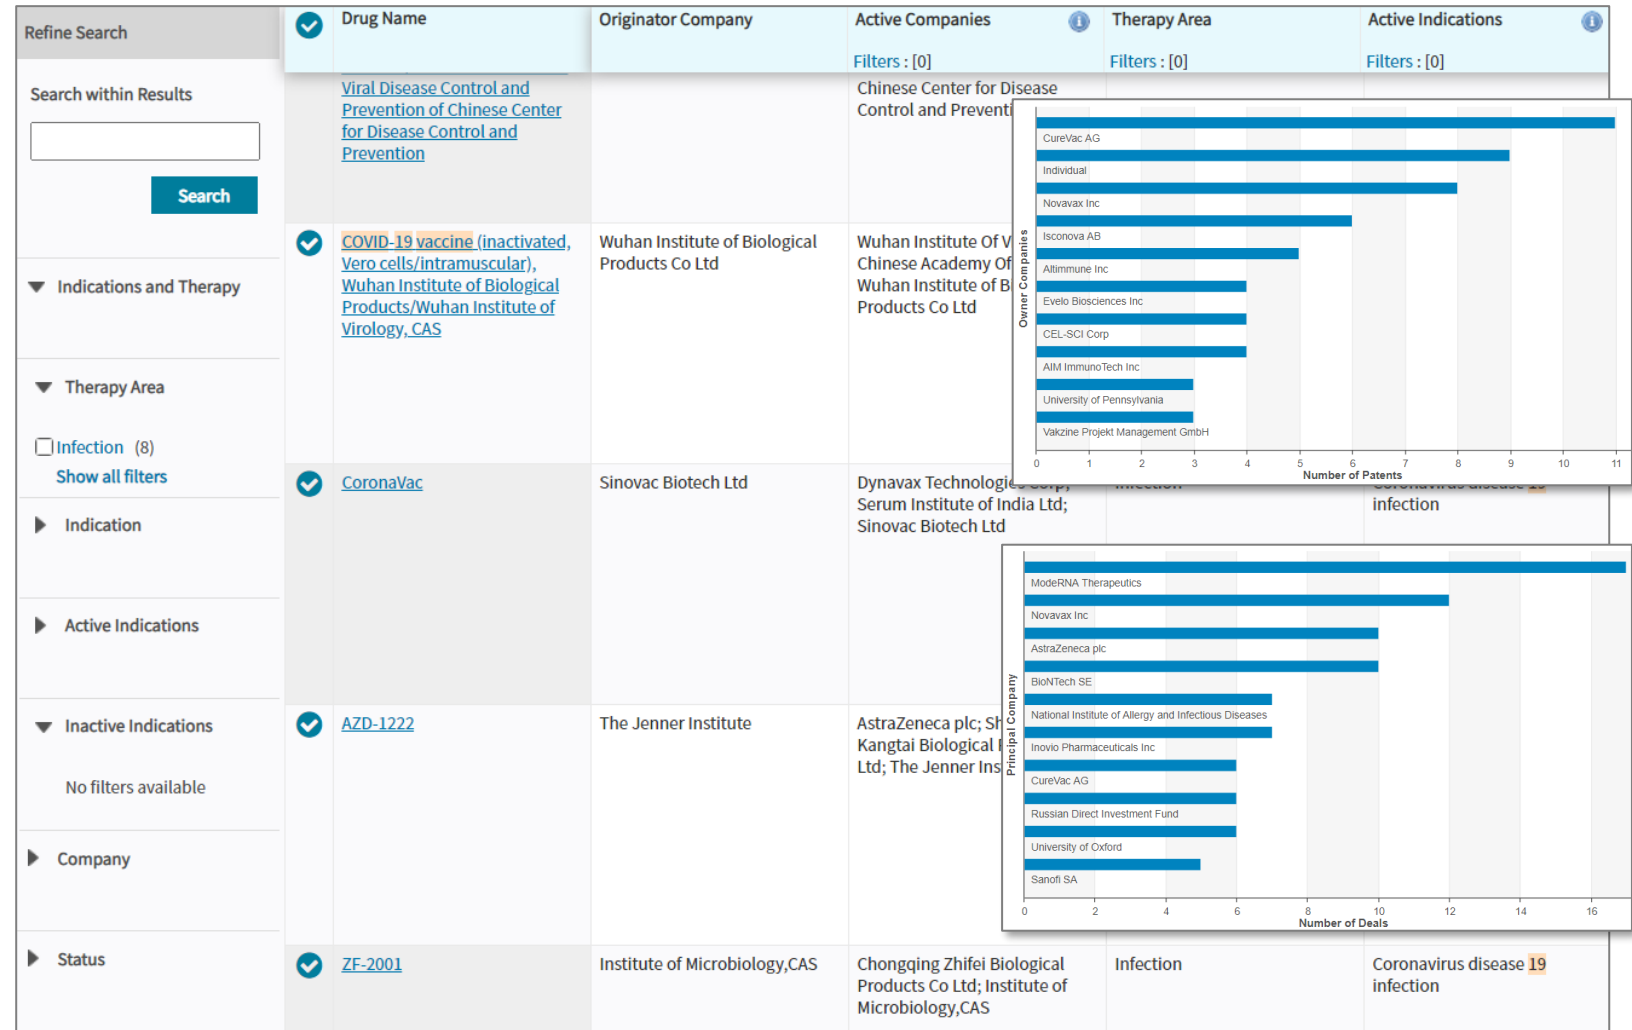 Refine Search
Drug Name
Originator Company
Active Companies
Therapy Area
Active Indications
Filters : [0]
Filters : [0]
Filters : [0]
Search within Results
Search
Indications and Therapy
Therapy Area
Infection (8)
Show all filters
Indication
Active Indications
Inactive Indications
No filters available
Company
Status
Viral Disease Control and
Prevention of Chinese Center
for Disease Control and
Prevention
Chinese Center for Disease
Control and Preventi
COVID-19 vaccine (inactivated,
Vero cells/intramuscular),
Wuhan Institute of Biological
Products/Wuhan Institute of
Virology, CAS
Wuhan Institute of Biological
Products Co Ltd
Wuhan Institute Of V
Chinese Academy Of
Wuhan Institute of B
Products Co Ltd
CoronaVac
Sinovac Biotech Ltd
Dynavax Technologies Corp;
Serum Institute of India Ltd;
Sinovac Biotech Ltd
Infection
Coronavirus disease 19
infection
AZD-1222
The Jenner Institute
AstraZeneca plc; Sh
Kangtai Biological
Ltd; The Jenner Ins
ZF-2001
Institute of Microbiology,CAS
Chongqing Zhifei Biological
Products Co Ltd; Institute of
Microbiology,CAS
Infection
Coronavirus disease 19
infection
Owner Companies
CureVac AG
Individual
Novavax Inc
Isconova AB
Altimmune Inc
Evelo Biosciences Inc
CEL-SCI Corp
AIM ImmunoTech Inc
University of Pennsylvania
Vakzine Projekt Management GmbH
0 1 2 3 4 5 6 7 8 9 10 11
Number of Patents
Principal Company
ModeRNA Therapeutics
Novavax Inc
AstraZeneca plc
BioNTech SE
National Institute of Allergy and Infectious Diseases
Inovio Pharmaceuticals Inc
CureVac AG
Russian Direct Investment Fund
University of Oxford
Sanofi SA
0 2 4 6 8 10 12 14 16
Number of Deals